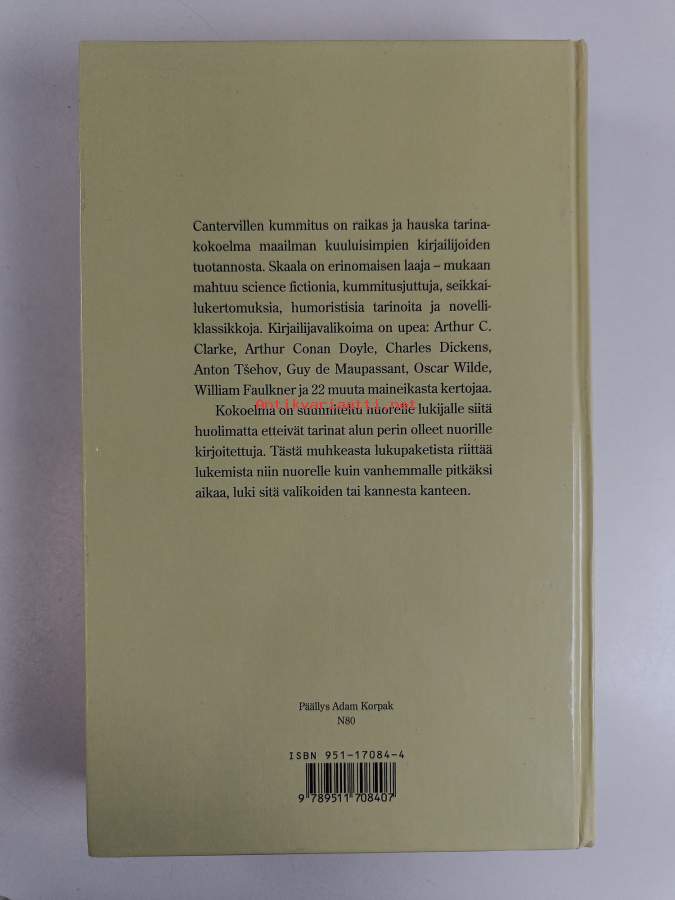 Cantervillen kummitus on raikas ja hauska tarina-
kokoelma maailman kuuluisimpien kirjailijoiden
tuotannosta. Skaala on erinomaisen laaja – mukaan
mahtuu science fictionia, kummitusjuttuja, seikkai-
lukertomuksia, humoristisia tarinoita ja novelli-
klassikkoja. Kirjailijavalikoima on upea: Arthur C.
Clarke, Arthur Conan Doyle, Charles Dickens,
Anton Tšehov, Guy de Maupassant, Oscar Wilde,
William Faulkner ja 22 muuta maineikasta kertojaa.
Antikvariaatti.net
Kokoelma on suunniteltu nuorelle lukijalle siitä
huolimatta etteivät tarinat alun perin olleet nuorille
kirjoitettuja. Tästä muhkeasta lukupaketista riittää
lukemista niin nuorelle kuin vanhemmalle pitkäksi
aikaa, luki sitä valikoiden tai kannesta kanteen.
Päällys Adam Korpak
N80
ISBN 951-17084-4
9 789511 708407